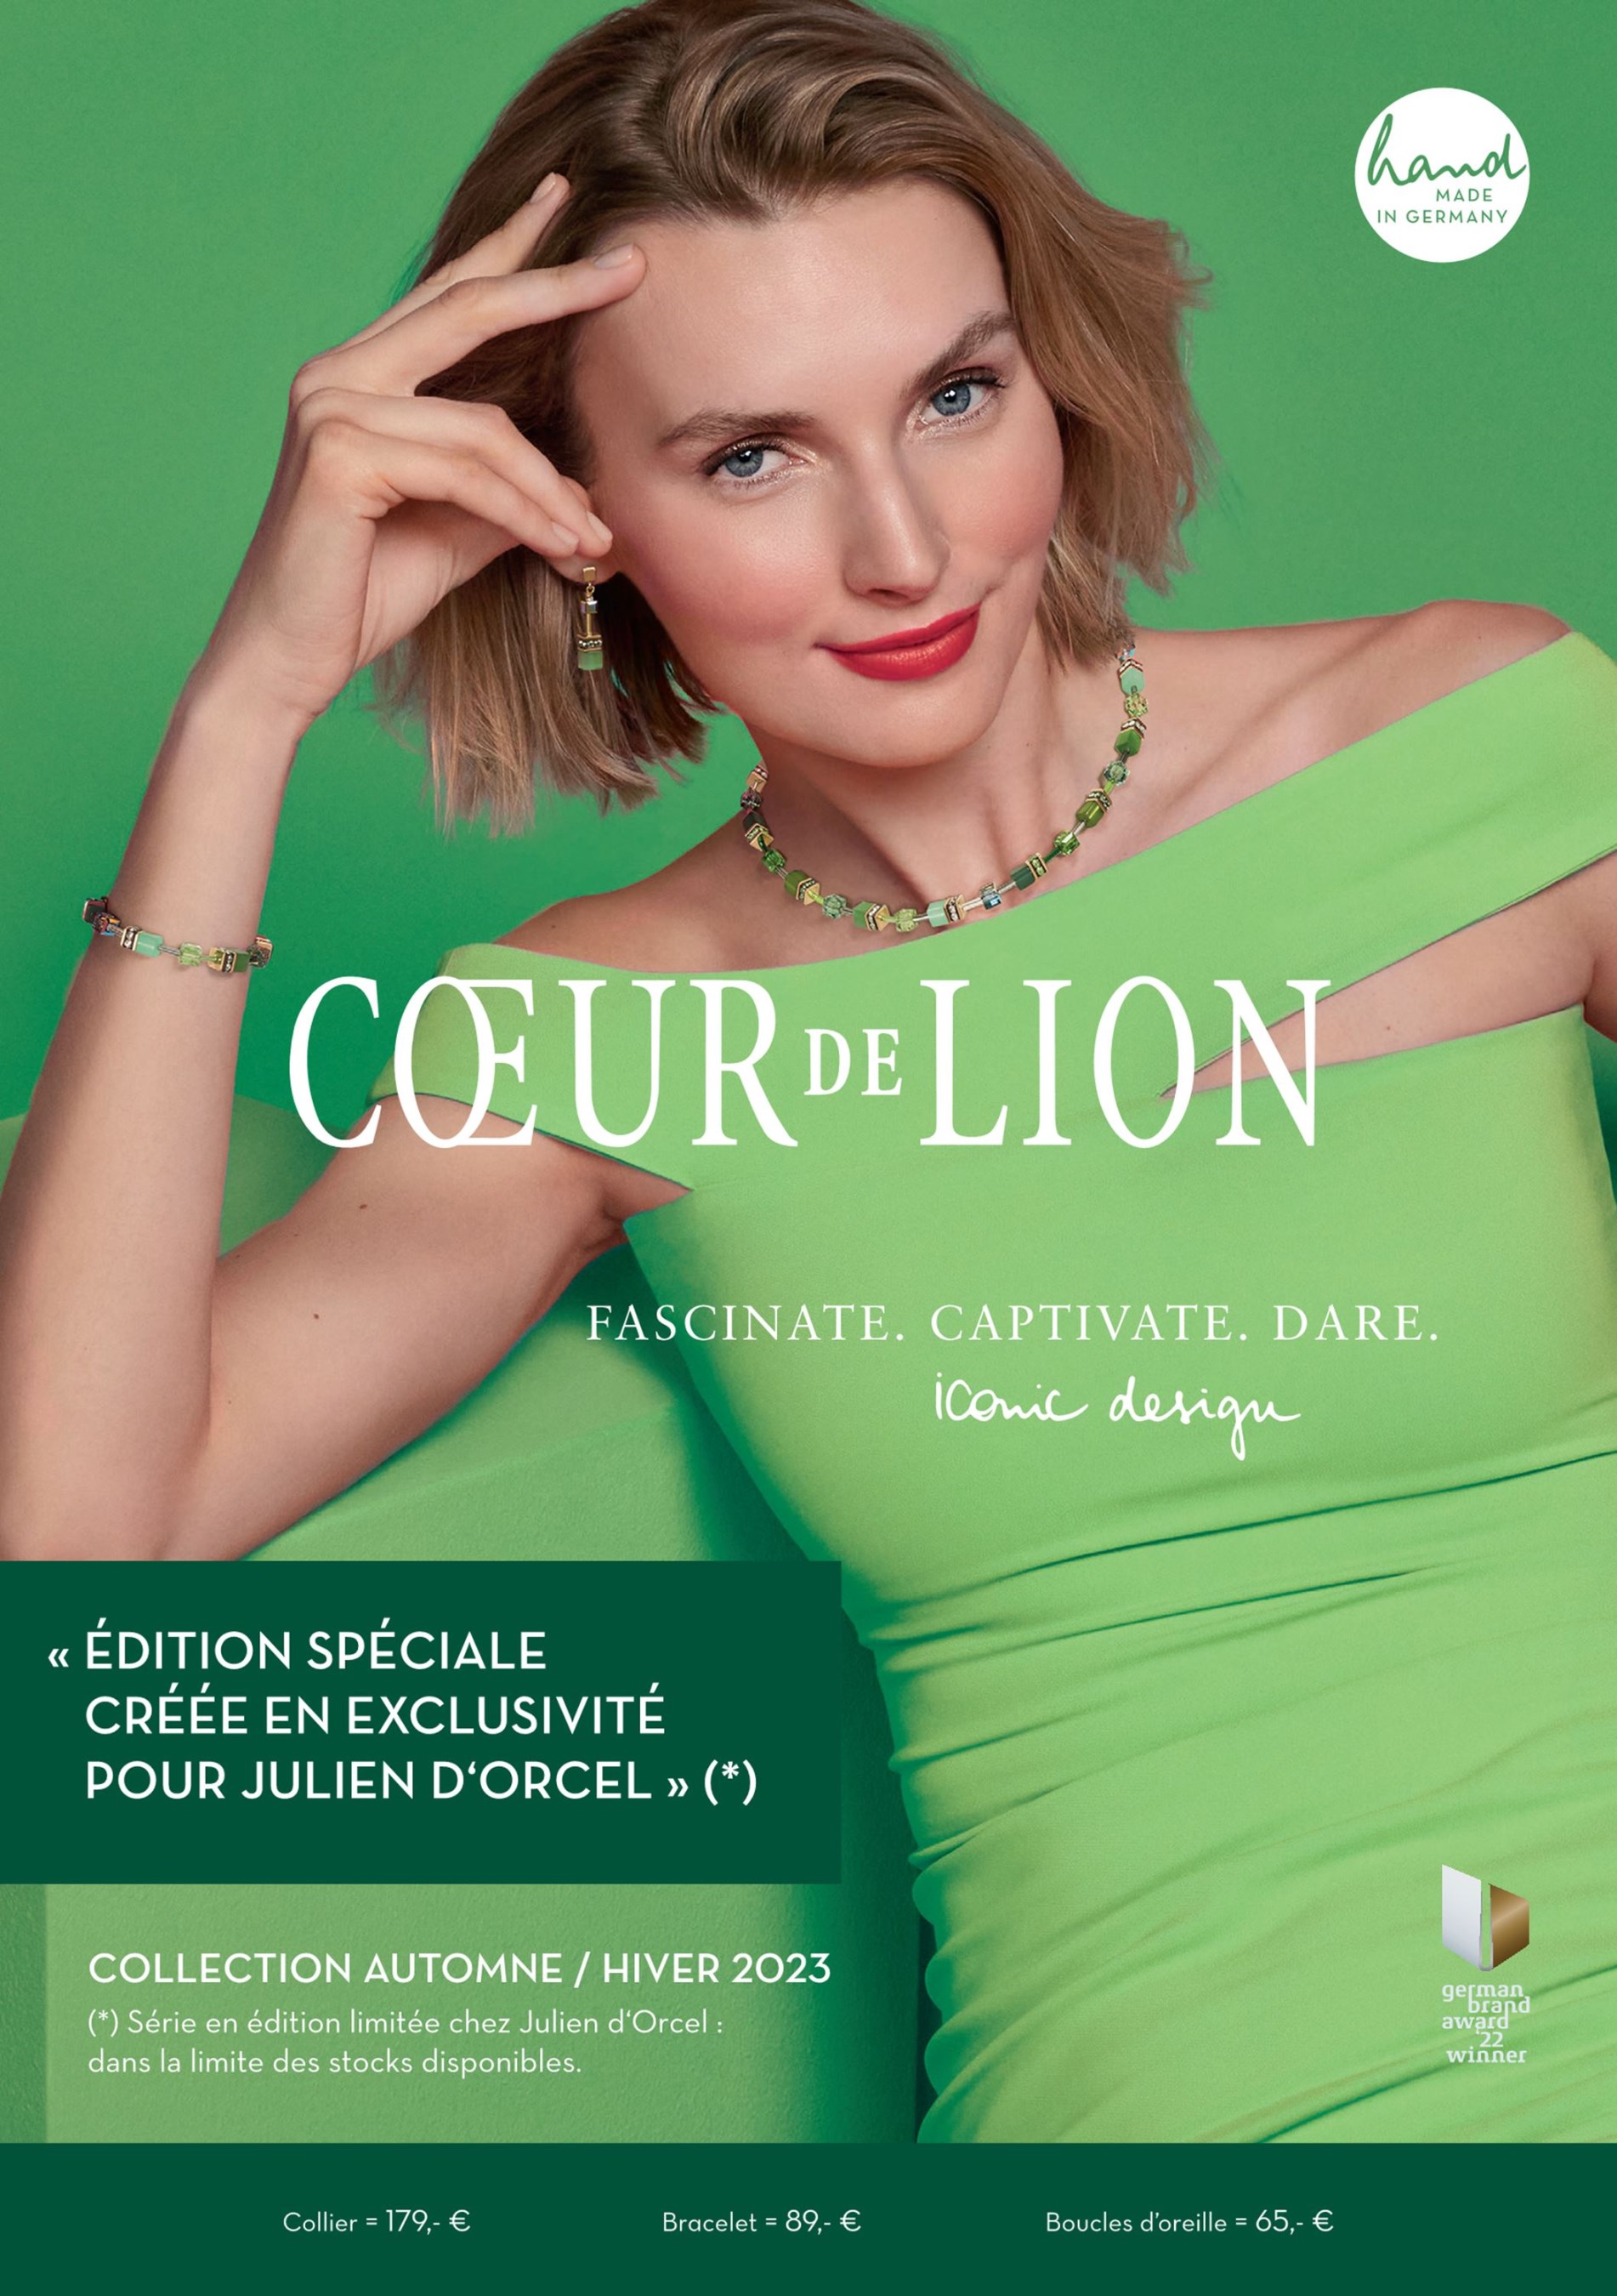 hand
MADE
IN GERMANY
CŒUR DE LION
FASCINATE. CAPTIVATE. DARE.
iconic design
« ÉDITION SPÉCIALE
CRÉÉE EN EXCLUSIVITÉ
POUR JULIEN D‘ORCEL » (*)
COLLECTION AUTOMNE / HIVER 2023
(*) Série en édition limitée chez Julien d‘Orcel :
dans la limite des stocks disponibles.
german
brand
award
'22
winner
Collier = 179,- € Bracelet = 89,- € Boucles d’oreille = 65,- €